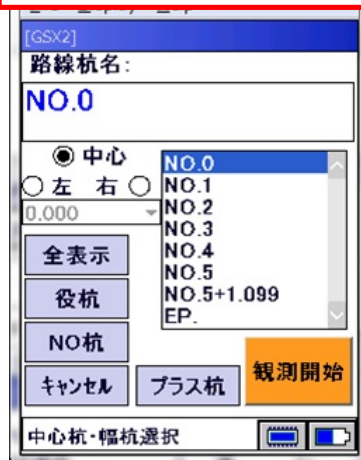 [GSX2]
路線杭名:
NO.0
中心
左 右
0.000
NO.0
NO.1
NO.2
NO.3
NO.4
NO.5
NO.5+1.099
EP.
全表示
役杭
NO杭
キャンセル
プラス杭
観測開始
中心杭・幅杭選択